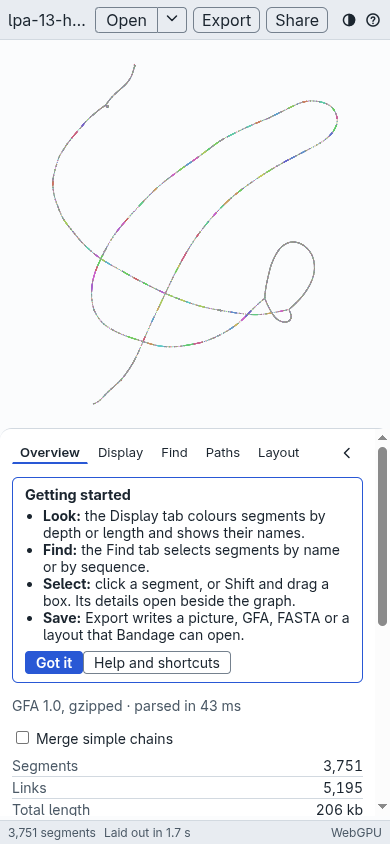 lpa-13-h... Open Export Share
Overview Display Find Paths Layout
Getting started
• Look: the Display tab colours segments by
depth or length and shows their names.
• Find: the Find tab selects segments by name
or by sequence.
• Select: click a segment, or Shift and drag a
box. Its details open beside the graph.
• Save: Export writes a picture, GFA, FASTA or a
layout that Bandage can open.
Got it Help and shortcuts
GFA 1.0, gzipped · parsed in 43 ms
Merge simple chains
Segments 3,751
Links 5,195
Total length 206 kb
3,751 segments Laid out in 1.7 s WebGPU